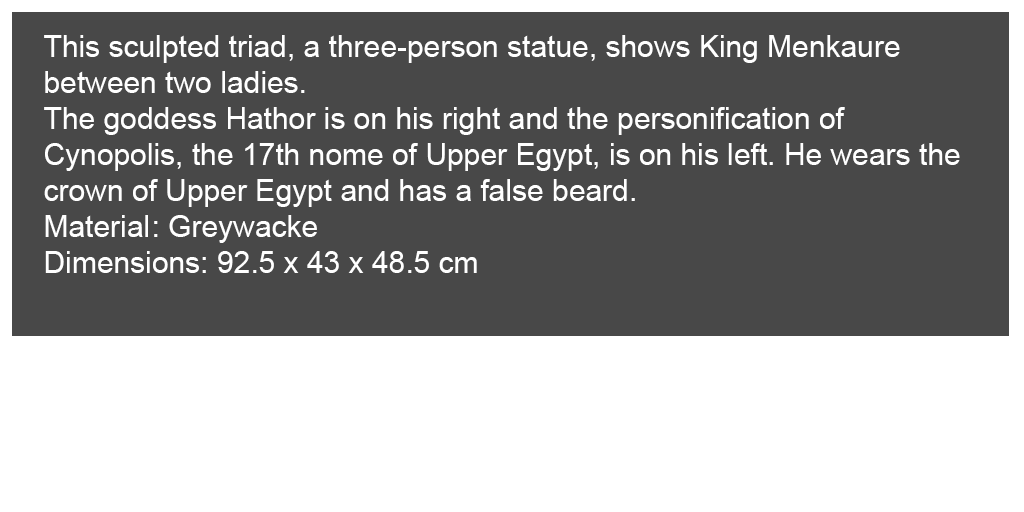 This sculpted triad, a three-person statue, shows King Menkaure
between two ladies.
The goddess Hathor is on his right and the personification of
Cynopolis, the 17th nome of Upper Egypt, is on his left. He wears the
crown of Upper Egypt and has a false beard.
Material: Greywacke
Dimensions: 92.5 x 43 x 48.5 cm